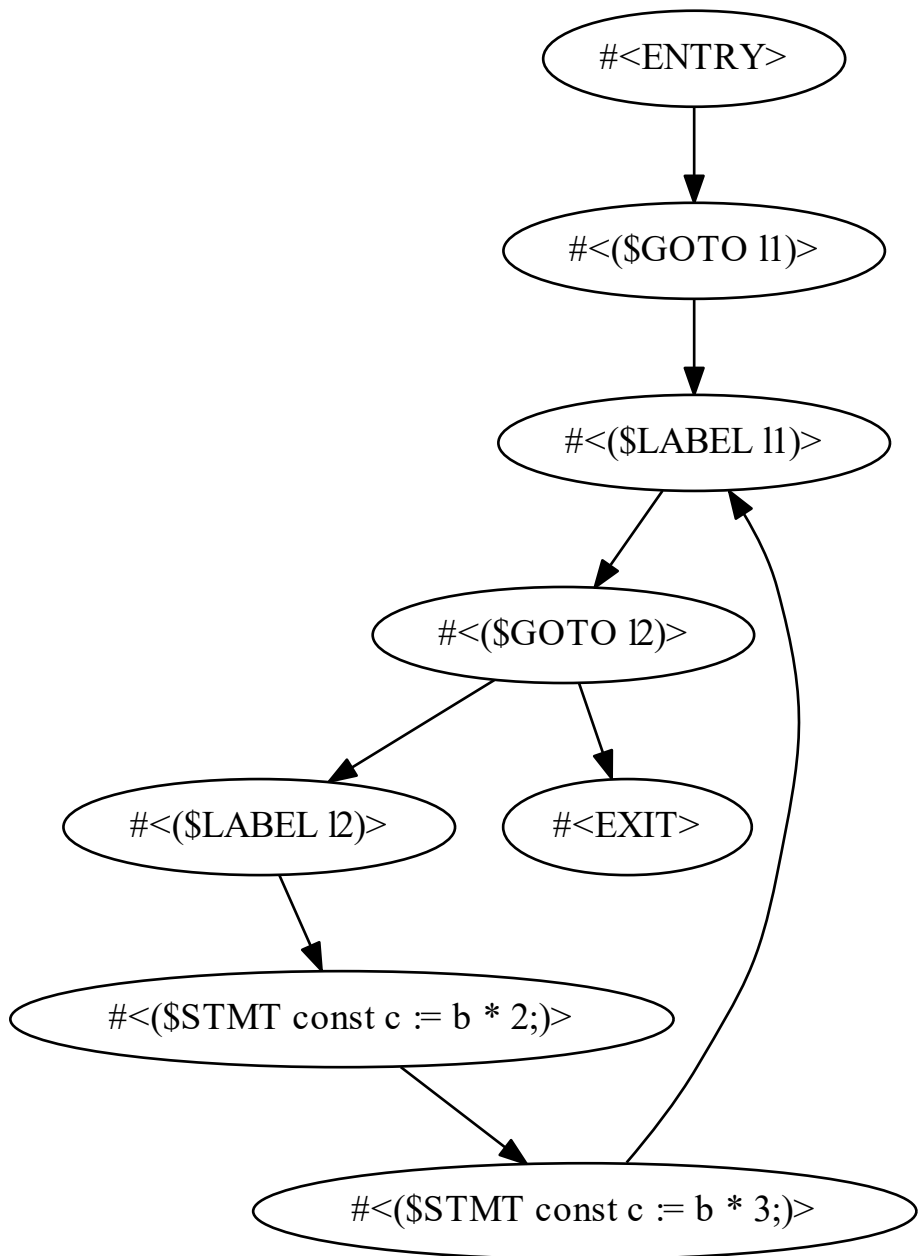 #<ENTRY>
#<($GOTO l1)>
#<($LABEL l1)>
#<($GOTO l2)>
#<($LABEL l2)>
#<EXIT>
#<($STMT const c := b * 2;)>
#<($STMT const c := b * 3;)>